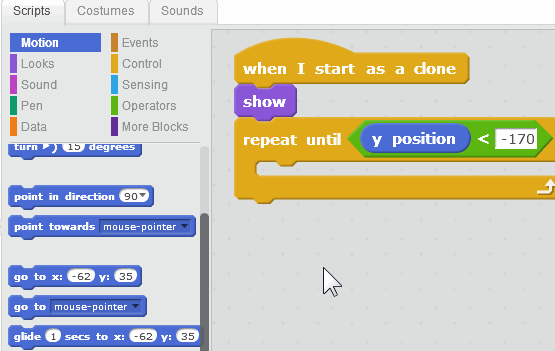 Scripts Costumes Sounds
Motion Events
Looks Control
Sound Sensing
Pen Operators
Data More Blocks
turn 15 degrees
point in direction 90
point towards mouse-pointer
go to x: -62 y: 35
go to mouse-pointer
glide 1 secs to x: -62 y: 35
when I start as a clone
show
repeat until y position < -170